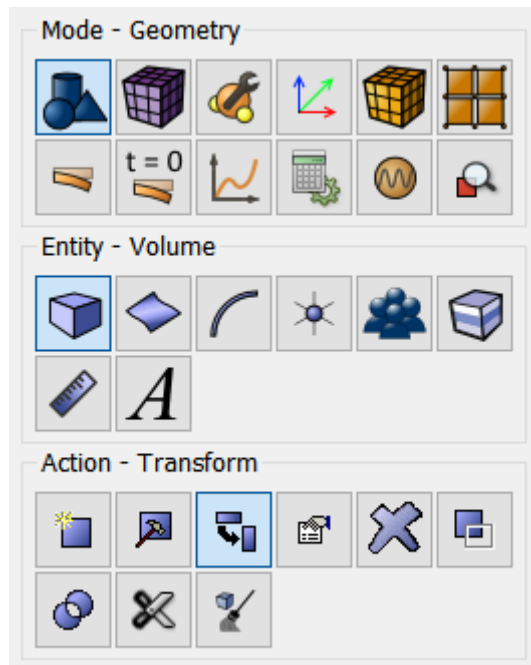 Mode - Geometry
t = 0
Entity - Volume
A
Action - Transform